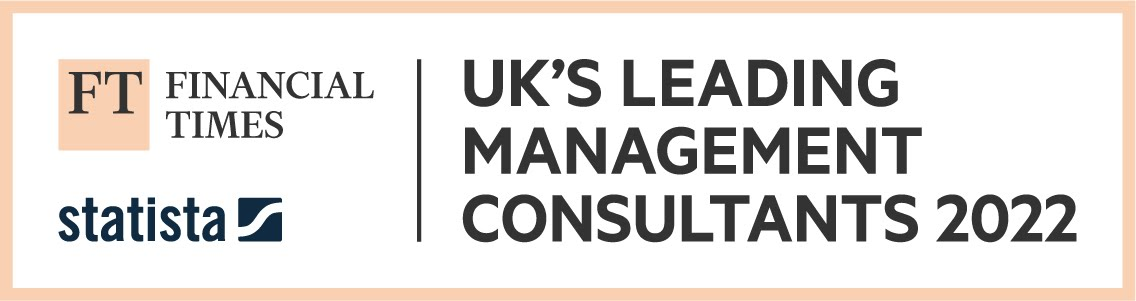 FT
FINANCIAL
TIMES
statista
UK’S LEADING
MANAGEMENT
CONSULTANTS 2022